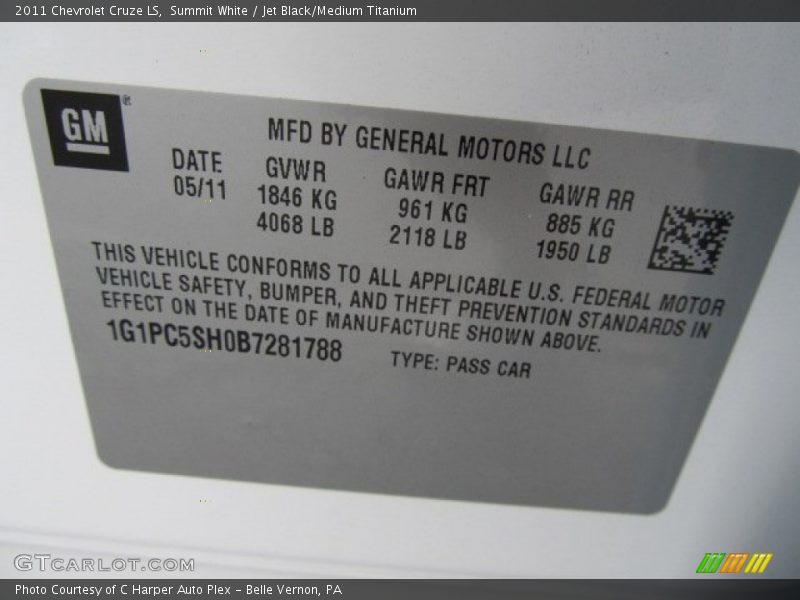 2011 Chevrolet Cruze LS,  Summit White / Jet Black/Medium Titanium
GM ®
MFD BY GENERAL MOTORS LLC
DATE GVWR GAWR FRT GAWR RR
05/11 1846 KG 961 KG 885 KG
4068 LB 2118 LB 1950 LB
THIS VEHICLE CONFORMS TO ALL APPLICABLE U.S. FEDERAL MOTOR
VEHICLE SAFETY, BUMPER, AND THEFT PREVENTION STANDARDS IN
EFFECT ON THE DATE OF MANUFACTURE SHOWN ABOVE.
1G1PC5SH0B7281788 TYPE: PASS CAR
GTCARLOT.COM
Photo Courtesy of C Harper Auto Plex - Belle Vernon, PA